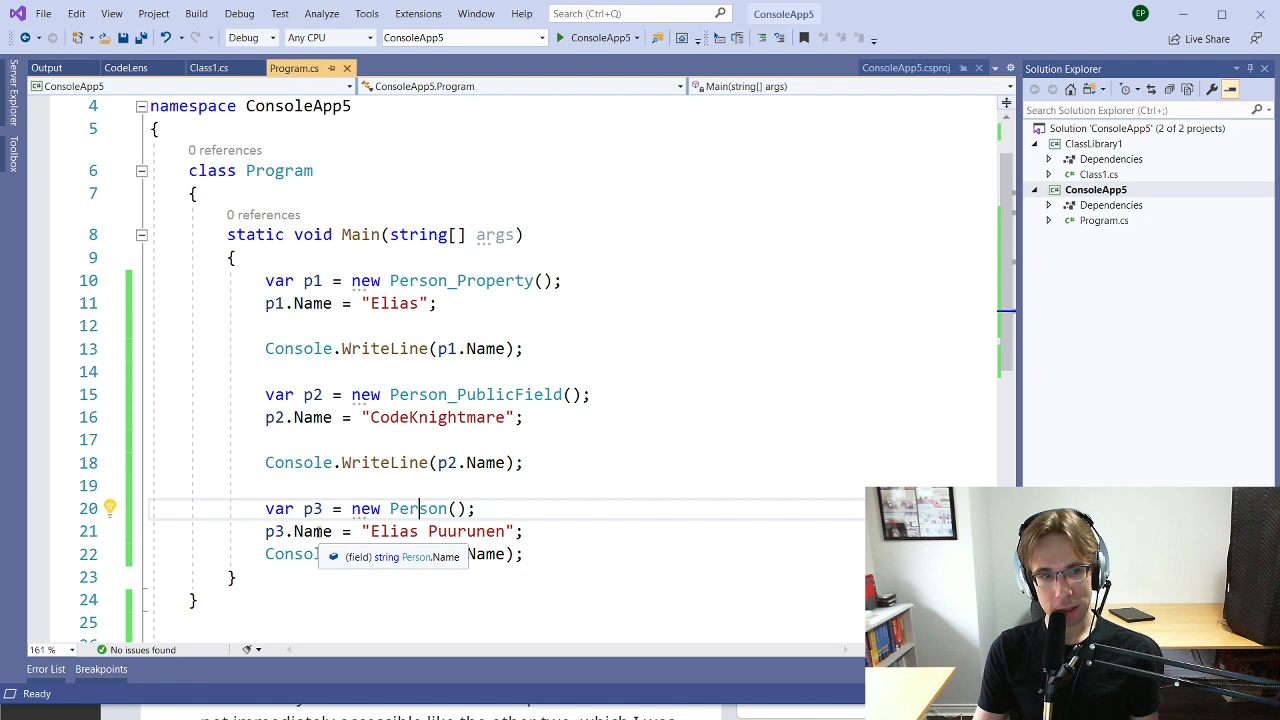 File Edit View Git Project Build Debug Test Analyze Tools Extensions Window Help Search (Ctrl+Q) ConsoleApp5 EP
Debug Any CPU ConsoleApp5 ConsoleApp5 Live Share
Server Explorer
Toolbox
Output CodeLens Class1.cs Program.cs ConsoleApp5.csproj
ConsoleApp5 ConsoleApp5.Program Main(string[] args)
4 namespace ConsoleApp5
5 {
0 references
6 class Program
7 {
0 references
8 static void Main(string[] args)
9 {
10 var p1 = new Person_Property();
11 p1.Name = "Elias";
12
13 Console.WriteLine(p1.Name);
14
15 var p2 = new Person_PublicField();
16 p2.Name = "CodeKnightmare";
17
18 Console.WriteLine(p2.Name);
19
20 var p3 = new Person();
21 p3.Name = "Elias Puurunen";
22 Consol Name);
(field) string Person.Name
23 }
24 }
25
161 % No issues found
Error List Breakpoints
Ready
Solution Explorer
Search Solution Explorer (Ctrl+;)
Solution 'ConsoleApp5' (2 of 2 projects)
ClassLibrary1
Dependencies
Class1.cs
ConsoleApp5
Dependencies
Program.cs